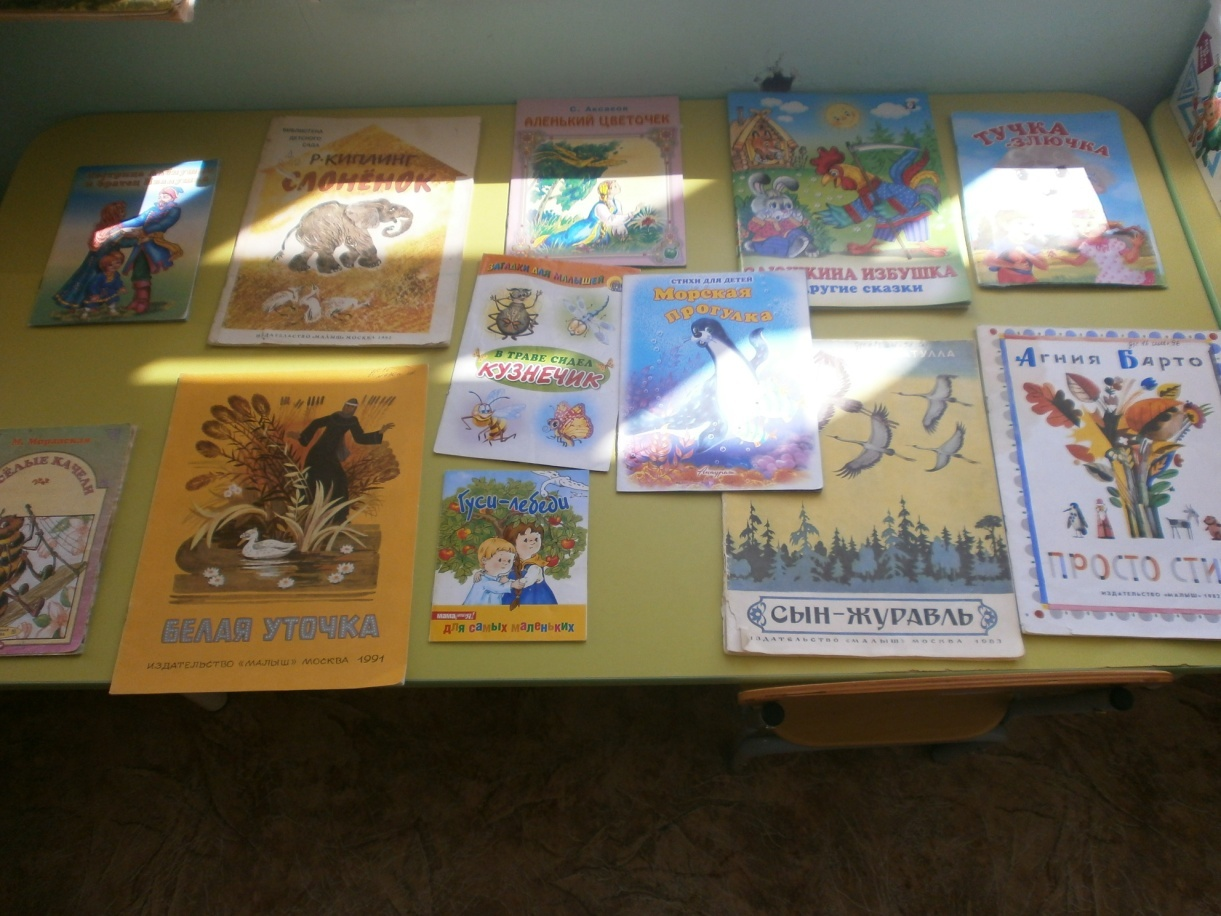 БИБЛИОТЕКА
ДЕТСКОГО
САДА
Р. КИПЛИНГ
СЛОНЁНОК
ИЗДАТЕЛЬСТВО «МАЛЫШ» МОСКВА
С. Аксаков
АЛЕНЬКИЙ ЦВЕТОЧЕК
ЗАЮШКИНА ИЗБУШКА
другие сказки
ТУЧКА
-ЗЛЮЧКА
ЗАГАДКИ ДЛЯ МАЛЫШЕЙ
В ТРАВЕ СИДЕЛ
КУЗНЕЧИК
СТИХИ ДЛЯ ДЕТЕЙ
Морская
прогулка
СЫН-ЖУРАВЛЬ
ИЗДАТЕЛЬСТВО «МАЛЫШ» МОСКВА
Агния Барто
ПРОСТО СТИ
ИЗДАТЕЛЬСТВО «МАЛЫШ»
КАЧЕЛИ
БЕЛАЯ УТОЧКА
ИЗДАТЕЛЬСТВО «МАЛЫШ» МОСКВА 1991
Гуси-лебеди
для самых маленьких